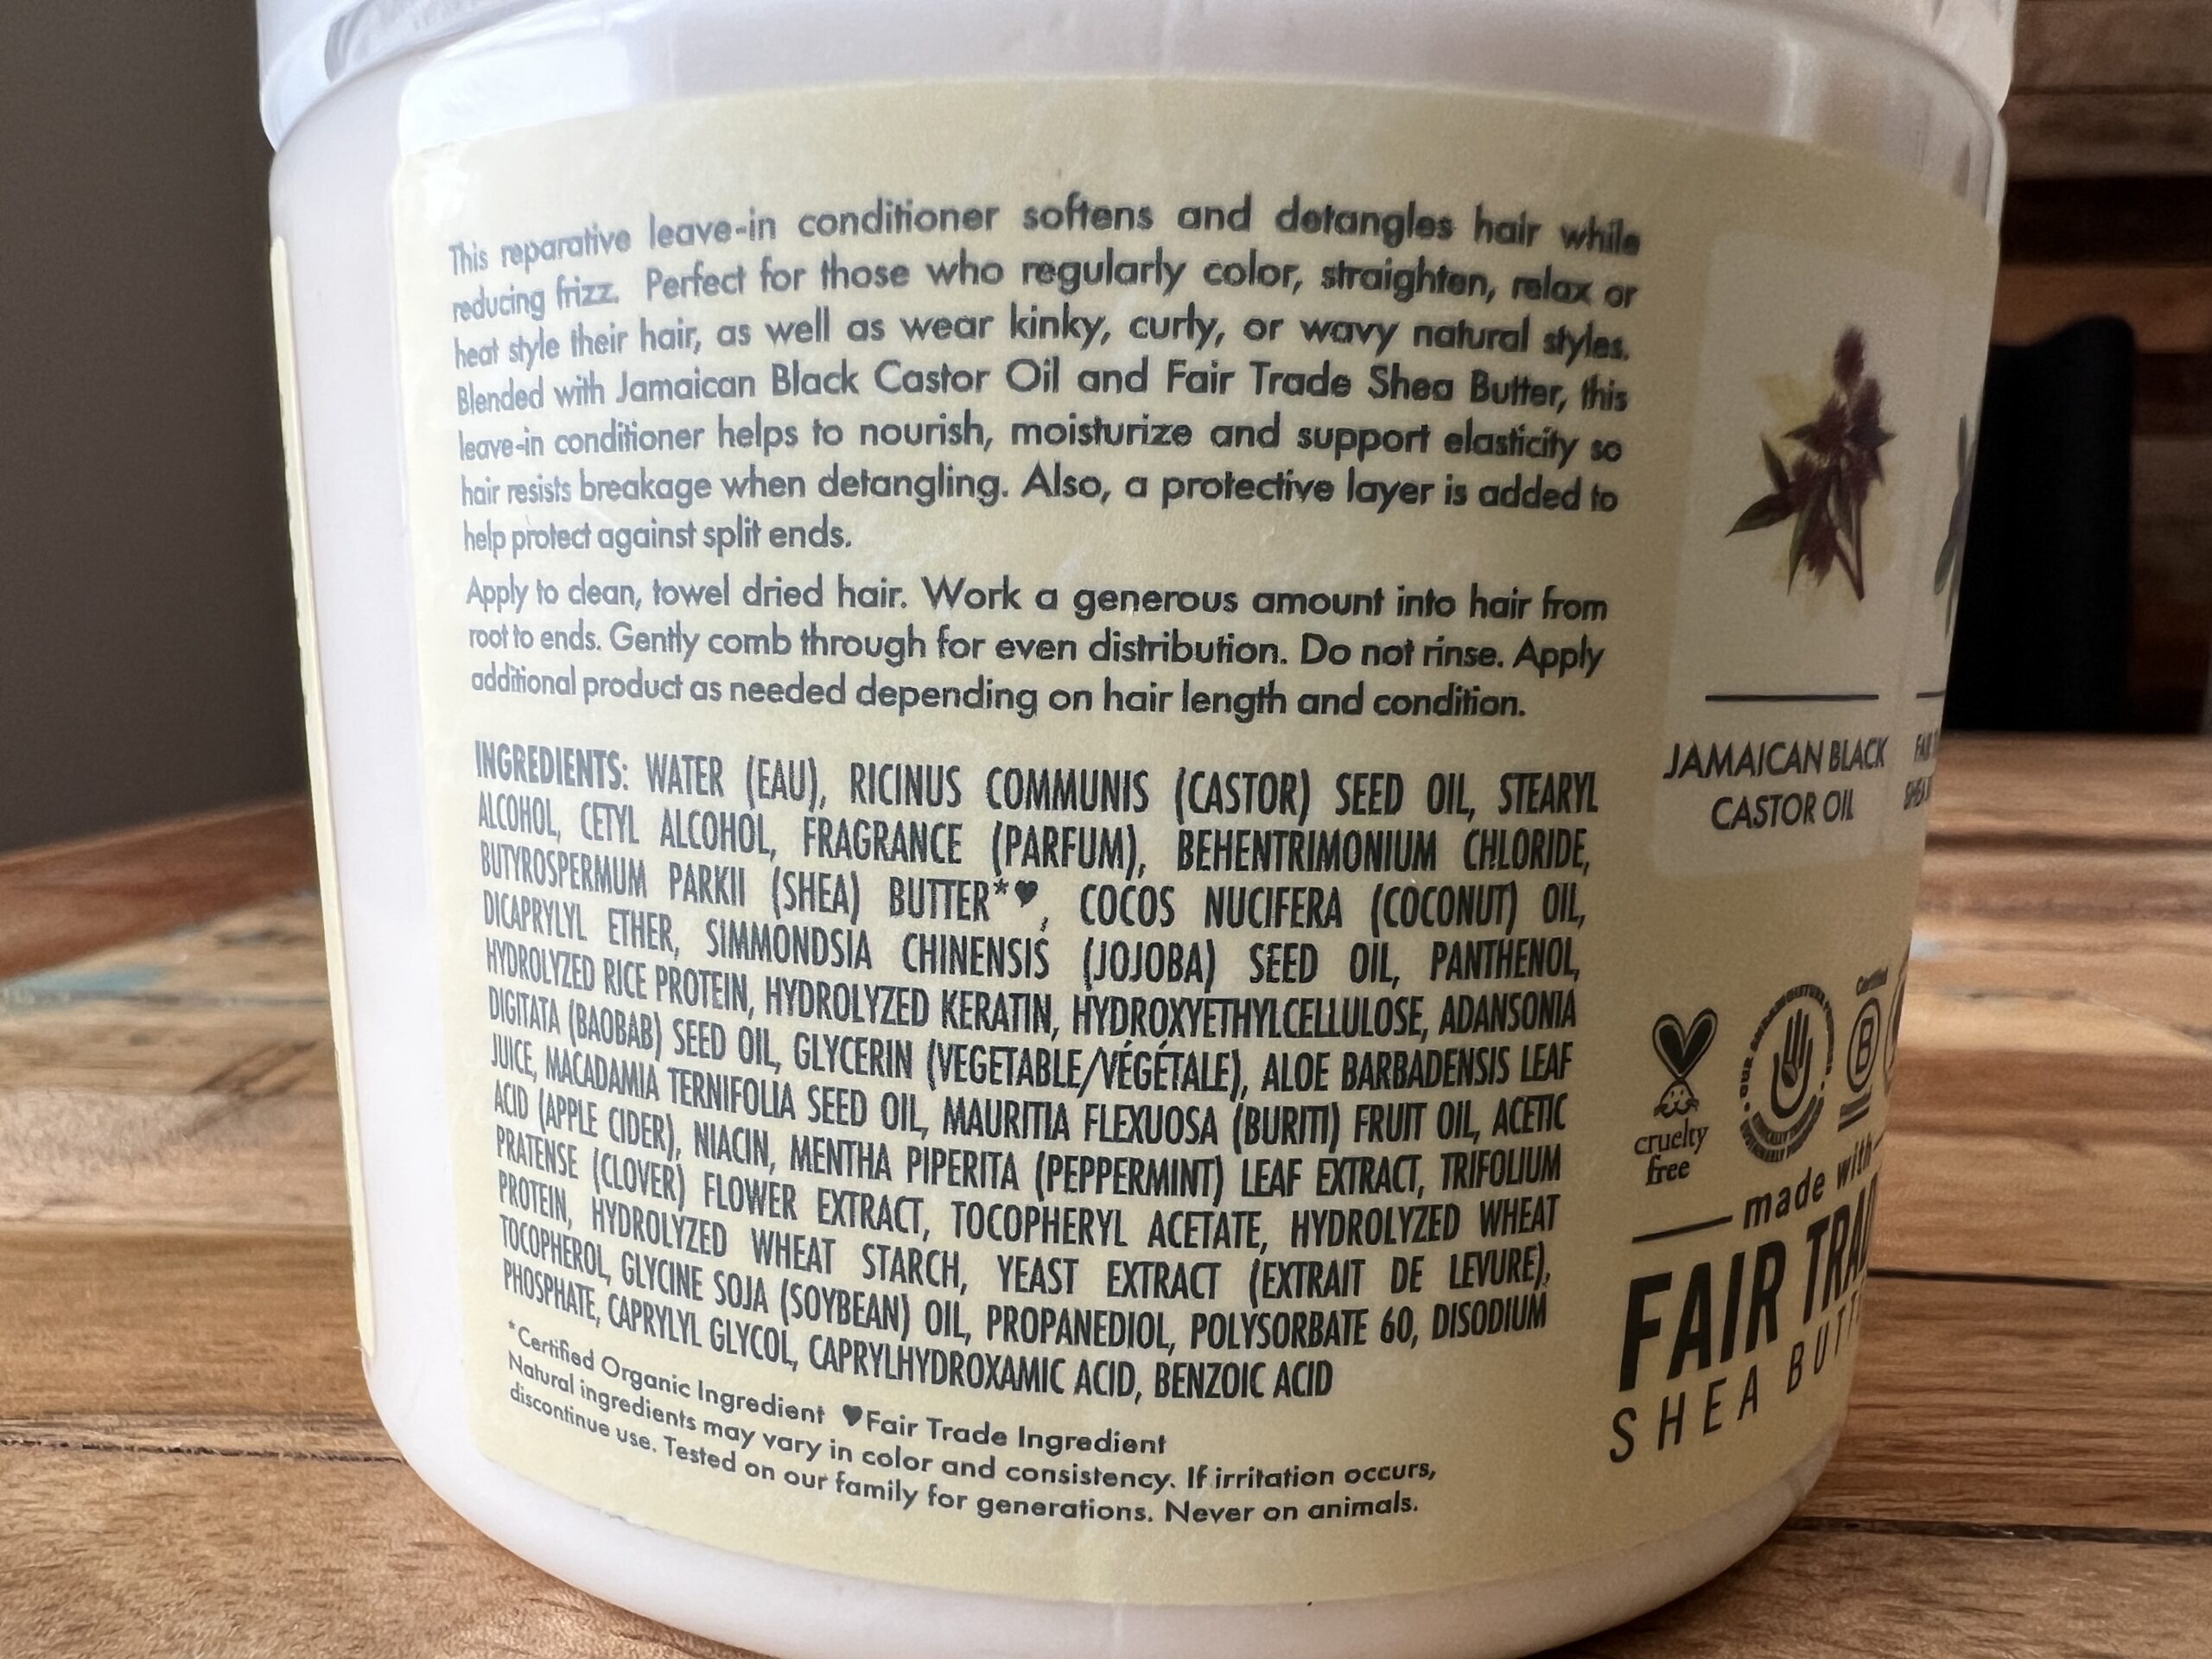 This reparative leave-in conditioner softens and detangles hair while
reducing frizz. Perfect for those who regularly color, straighten, relax or
heat style their hair, as well as wear kinky, curly, or wavy natural styles.
Blended with Jamaican Black Castor Oil and Fair Trade Shea Butter, this
leave-in conditioner helps to nourish, moisturize and support elasticity so
hair resists breakage when detangling. Also, a protective layer is added to
help protect against split ends.
Apply to clean, towel dried hair. Work a generous amount into hair from
root to ends. Gently comb through for even distribution. Do not rinse. Apply
additional product as needed depending on hair length and condition.
INGREDIENTS: WATER (EAU), RICINUS COMMUNIS (CASTOR) SEED OIL, STEARYL
ALCOHOL, CETYL ALCOHOL, FRAGRANCE (PARFUM), BEHENTRIMONIUM CHLORIDE,
BUTYROSPERMUM PARKII (SHEA) BUTTER*♥, COCOS NUCIFERA (COCONUT) OIL,
DICAPRYLYL ETHER, SIMMONDSIA CHINENSIS (JOJOBA) SEED OIL, PANTHENOL,
HYDROLYZED RICE PROTEIN, HYDROLYZED KERATIN, HYDROXYETHYLCELLULOSE, ADANSONIA
DIGITATA (BAOBAB) SEED OIL, GLYCERIN (VEGETABLE/VÉGÉTALE), ALOE BARBADENSIS LEAF
JUICE, MACADAMIA TERNIFOLIA SEED OIL, MAURITIA FLEXUOSA (BURITI) FRUIT OIL, ACETIC
ACID (APPLE CIDER), NIACIN, MENTHA PIPERITA (PEPPERMINT) LEAF EXTRACT, TRIFOLIUM
PRATENSE (CLOVER) FLOWER EXTRACT, TOCOPHERYL ACETATE, HYDROLYZED WHEAT
PROTEIN, HYDROLYZED WHEAT STARCH, YEAST EXTRACT (EXTRAIT DE LEVURE),
TOCOPHEROL, GLYCINE SOJA (SOYBEAN) OIL, PROPANEDIOL, POLYSORBATE 60, DISODIUM
PHOSPHATE, CAPRYLYL GLYCOL, CAPRYLHYDROXAMIC ACID, BENZOIC ACID
*Certified Organic Ingredient ♥Fair Trade Ingredient
Natural ingredients may vary in color and consistency. If irritation occurs,
discontinue use. Tested on our family for generations. Never on animals.
JAMAICAN BLACK
CASTOR OIL
cruelty
free
Certified
B
made with
FAIR TRAD
SHEA BUTT